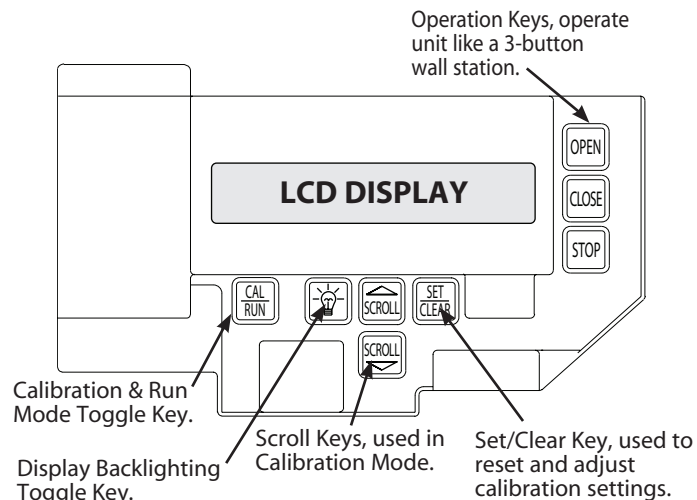 Operation Keys, operate
unit like a 3-button
wall station.
OPEN
LCD DISPLAY
CLOSE
STOP
CAL
RUN
SCROLL
SET
CLEAR
SCROLL
Calibration & Run
Mode Toggle Key.
Scroll Keys, used in
Calibration Mode.
Set/Clear Key, used to
reset and adjust
calibration settings.
Display Backlighting
Toggle Key.